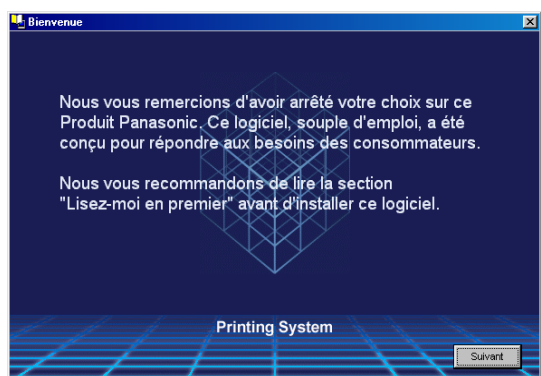 Bienvenue
Nous vous remercions d'avoir arrêté votre choix sur ce
Produit Panasonic. Ce logiciel, souple d'emploi, a été
conçu pour répondre aux besoins des consommateurs.
Nous vous recommandons de lire la section
"Lisez-moi en premier" avant d'installer ce logiciel.
Printing System
Suivant